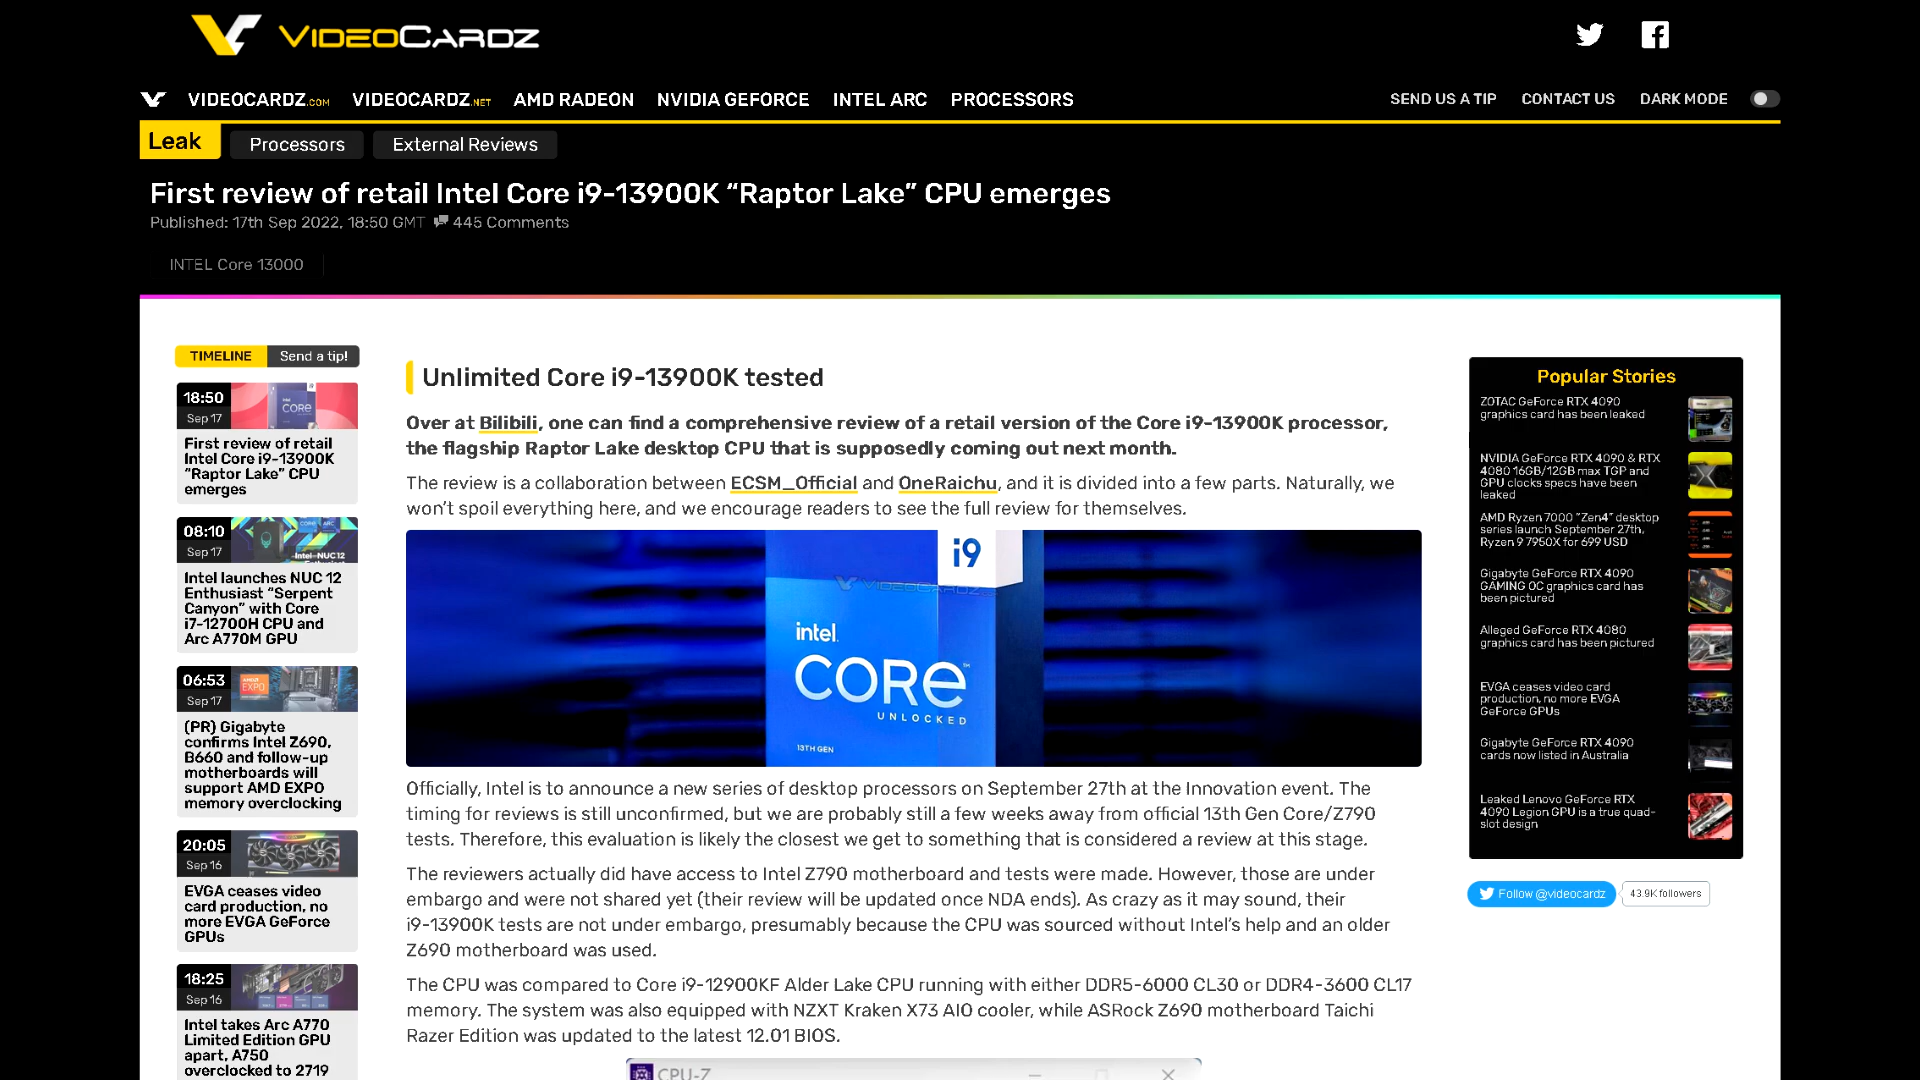 VIDEOCARDZ
VIDEOCARDZ.COM VIDEOCARDZ.NET AMD RADEON NVIDIA GEFORCE INTEL ARC PROCESSORS SEND US A TIP CONTACT US DARK MODE
Leak Processors External Reviews
First review of retail Intel Core i9-13900K “Raptor Lake” CPU emerges
Published: 17th Sep 2022, 18:50 GMT 445 Comments
INTEL Core 13000
TIMELINE Send a tip!
18:50
Sep 17
First review of retail
Intel Core i9-13900K
“Raptor Lake” CPU
emerges
08:10
Sep 17
Intel launches NUC 12
Enthusiast “Serpent
Canyon” with Core
i7-12700H CPU and
Arc A770M GPU
06:53
Sep 17
(PR) Gigabyte
confirms Intel Z690,
B660 and follow-up
motherboards will
support AMD EXPO
memory overclocking
20:05
Sep 16
EVGA ceases video
card production, no
more EVGA GeForce
GPUs
18:25
Sep 16
Intel takes Arc A770
Limited Edition GPU
apart, A750
overclocked to 2719
Unlimited Core i9-13900K tested
Over at Bilibili, one can find a comprehensive review of a retail version of the Core i9-13900K processor,
the flagship Raptor Lake desktop CPU that is supposedly coming out next month.
The review is a collaboration between ECSM_Official and OneRaichu, and it is divided into a few parts. Naturally, we
won’t spoil everything here, and we encourage readers to see the full review for themselves.
i9
VIDEOCARDZ
intel.
CORE™
UNLOCKED
13TH GEN
Officially, Intel is to announce a new series of desktop processors on September 27th at the Innovation event. The
timing for reviews is still unconfirmed, but we are probably still a few weeks away from official 13th Gen Core/Z790
tests. Therefore, this evaluation is likely the closest we get to something that is considered a review at this stage.
The reviewers actually did have access to Intel Z790 motherboard and tests were made. However, those are under
embargo and were not shared yet (their review will be updated once NDA ends). As crazy as it may sound, their
i9-13900K tests are not under embargo, presumably because the CPU was sourced without Intel’s help and an older
Z690 motherboard was used.
The CPU was compared to Core i9-12900KF Alder Lake CPU running with either DDR5-6000 CL30 or DDR4-3600 CL17
memory. The system was also equipped with NZXT Kraken X73 AIO cooler, while ASRock Z690 motherboard Taichi
Razer Edition was updated to the latest 12.01 BIOS.
CPU-Z
Popular Stories
ZOTAC GeForce RTX 4090
graphics card has been leaked
NVIDIA GeForce RTX 4090 & RTX
4080 16GB/12GB max TGP and
GPU clocks specs have been
leaked
AMD Ryzen 7000 “Zen4” desktop
series launch September 27th,
Ryzen 9 7950X for 699 USD
Gigabyte GeForce RTX 4090
GAMING OC graphics card has
been pictured
Alleged GeForce RTX 4080
graphics card has been pictured
EVGA ceases video card
production, no more EVGA
GeForce GPUs
Gigabyte GeForce RTX 4090
cards now listed in Australia
Leaked Lenovo GeForce RTX
4090 Legion GPU is a true quad-
slot design
Follow @videocardz 43.9K followers